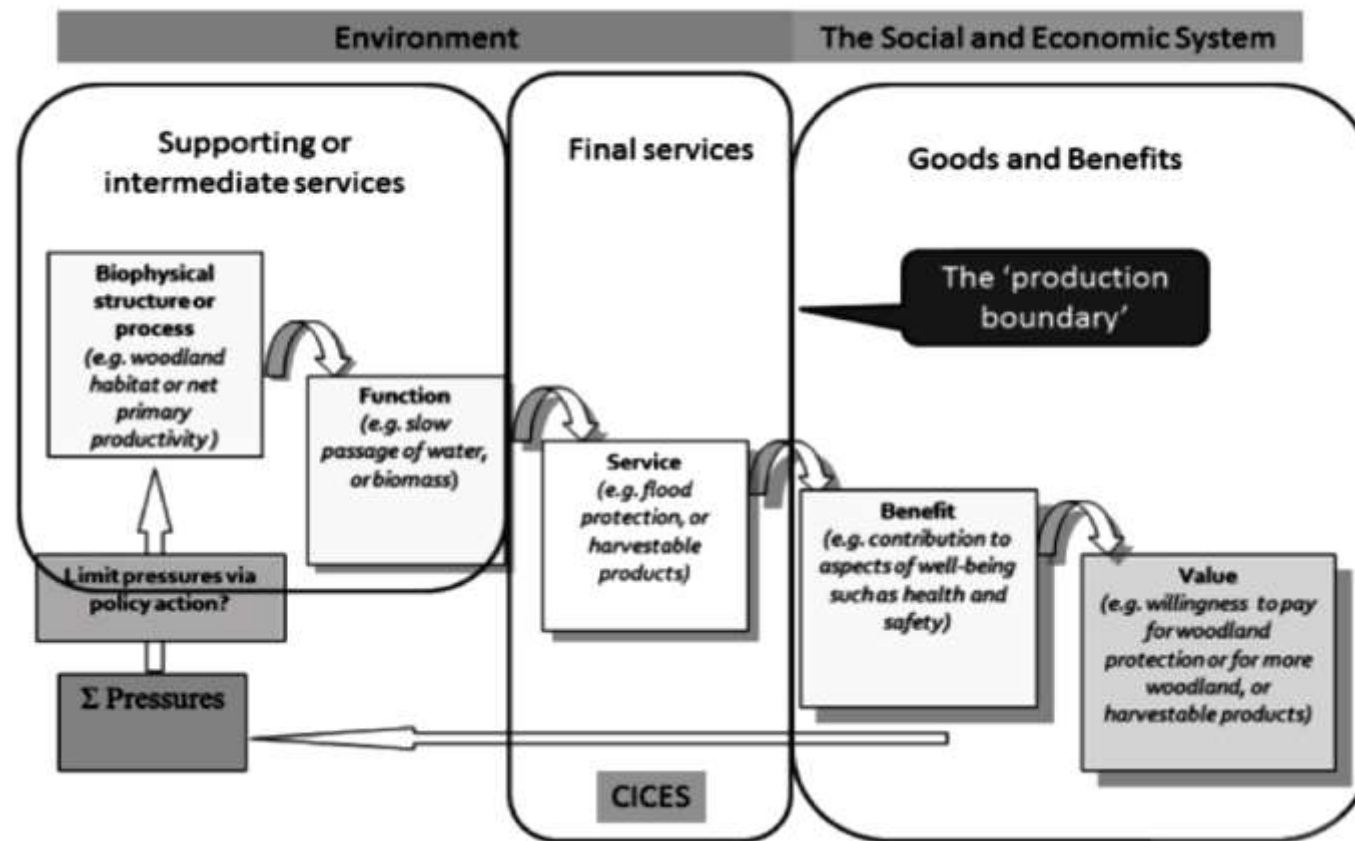 Environment
The Social and Economic System
Supporting or
intermediate services
Final services
Goods and Benefits
The ‘production
boundary’
Biophysical
structure or
process
(e.g. woodland
habitat or net
primary
productivity)
Function
(e.g. slow
passage of water,
or biomass)
Service
(e.g. flood
protection, or
harvestable
products)
Benefit
(e.g. contribution to
aspects of well-being
such as health and
safety)
Value
(e.g. willingness to pay
for woodland
protection or for more
woodland, or
harvestable products)
Limit pressures via
policy action?
Σ Pressures
CICES